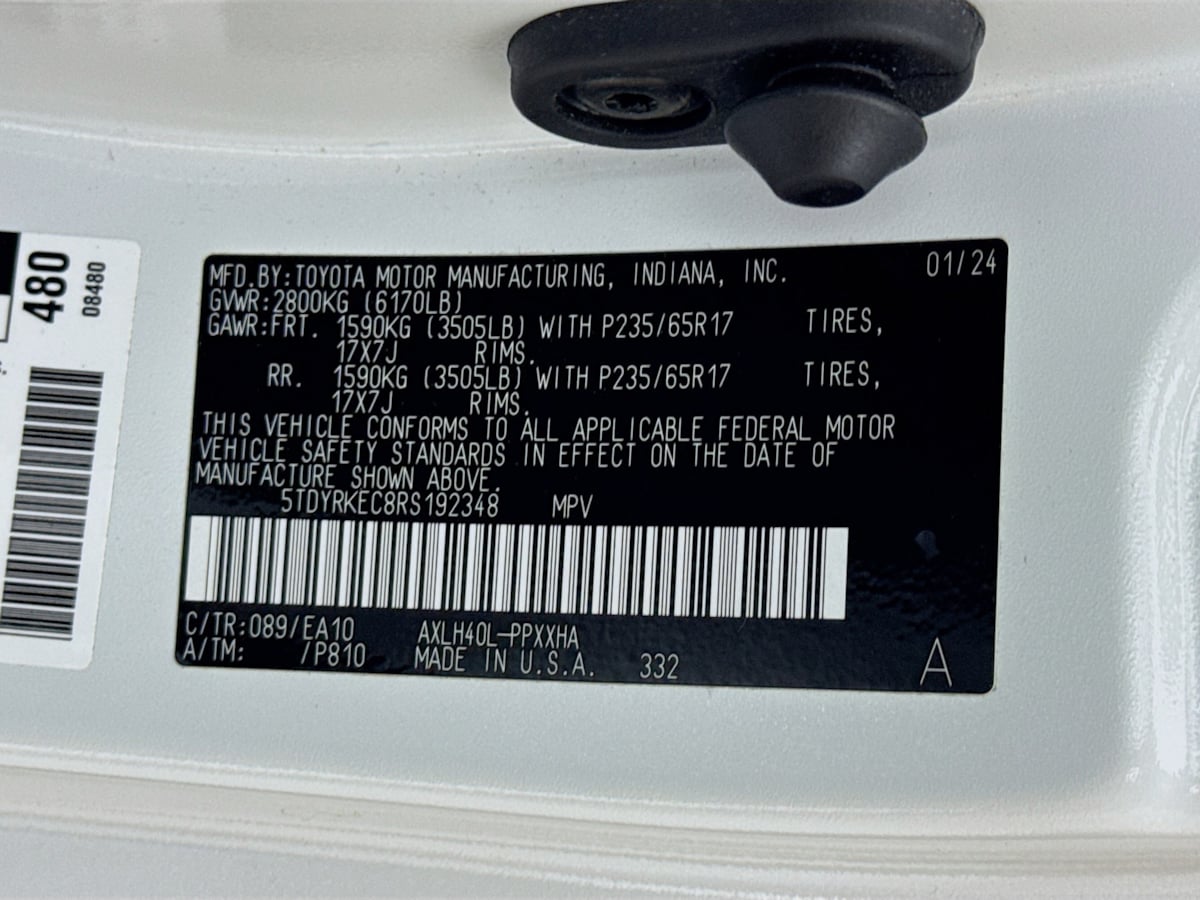 480
08480
MFD.BY:TOYOTA MOTOR MANUFACTURING, INDIANA, INC. 01/24
GVWR:2800KG (6170LB)
GAWR:FRT. 1590KG (3505LB) WITH P235/65R17 TIRES,
17X7J RIMS.
RR. 1590KG (3505LB) WITH P235/65R17 TIRES,
17X7J RIMS.
THIS VEHICLE CONFORMS TO ALL APPLICABLE FEDERAL MOTOR
VEHICLE SAFETY STANDARDS IN EFFECT ON THE DATE OF
MANUFACTURE SHOWN ABOVE.
5TDYRKEC8RS192348 MPV
C/TR:089/EA10 AXLH40L-PPXXHA
A/TM: /P810 MADE IN U.S.A. 332 A